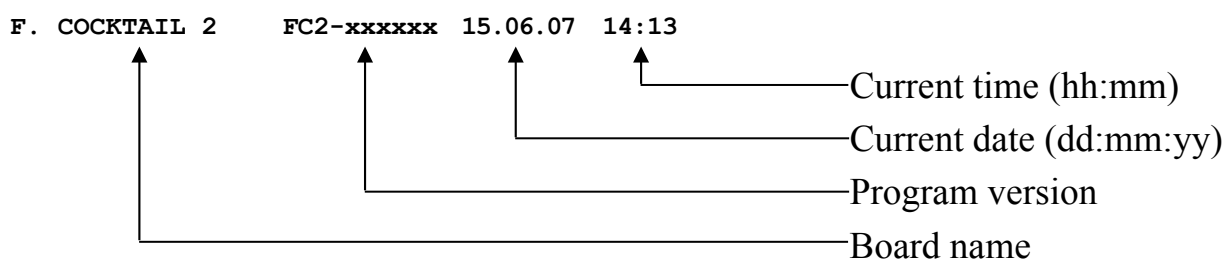 F. COCKTAIL 2 FC2-xxxxxx 15.06.07 14:13
Current time (hh:mm)
Current date (dd:mm:yy)
Program version
Board name